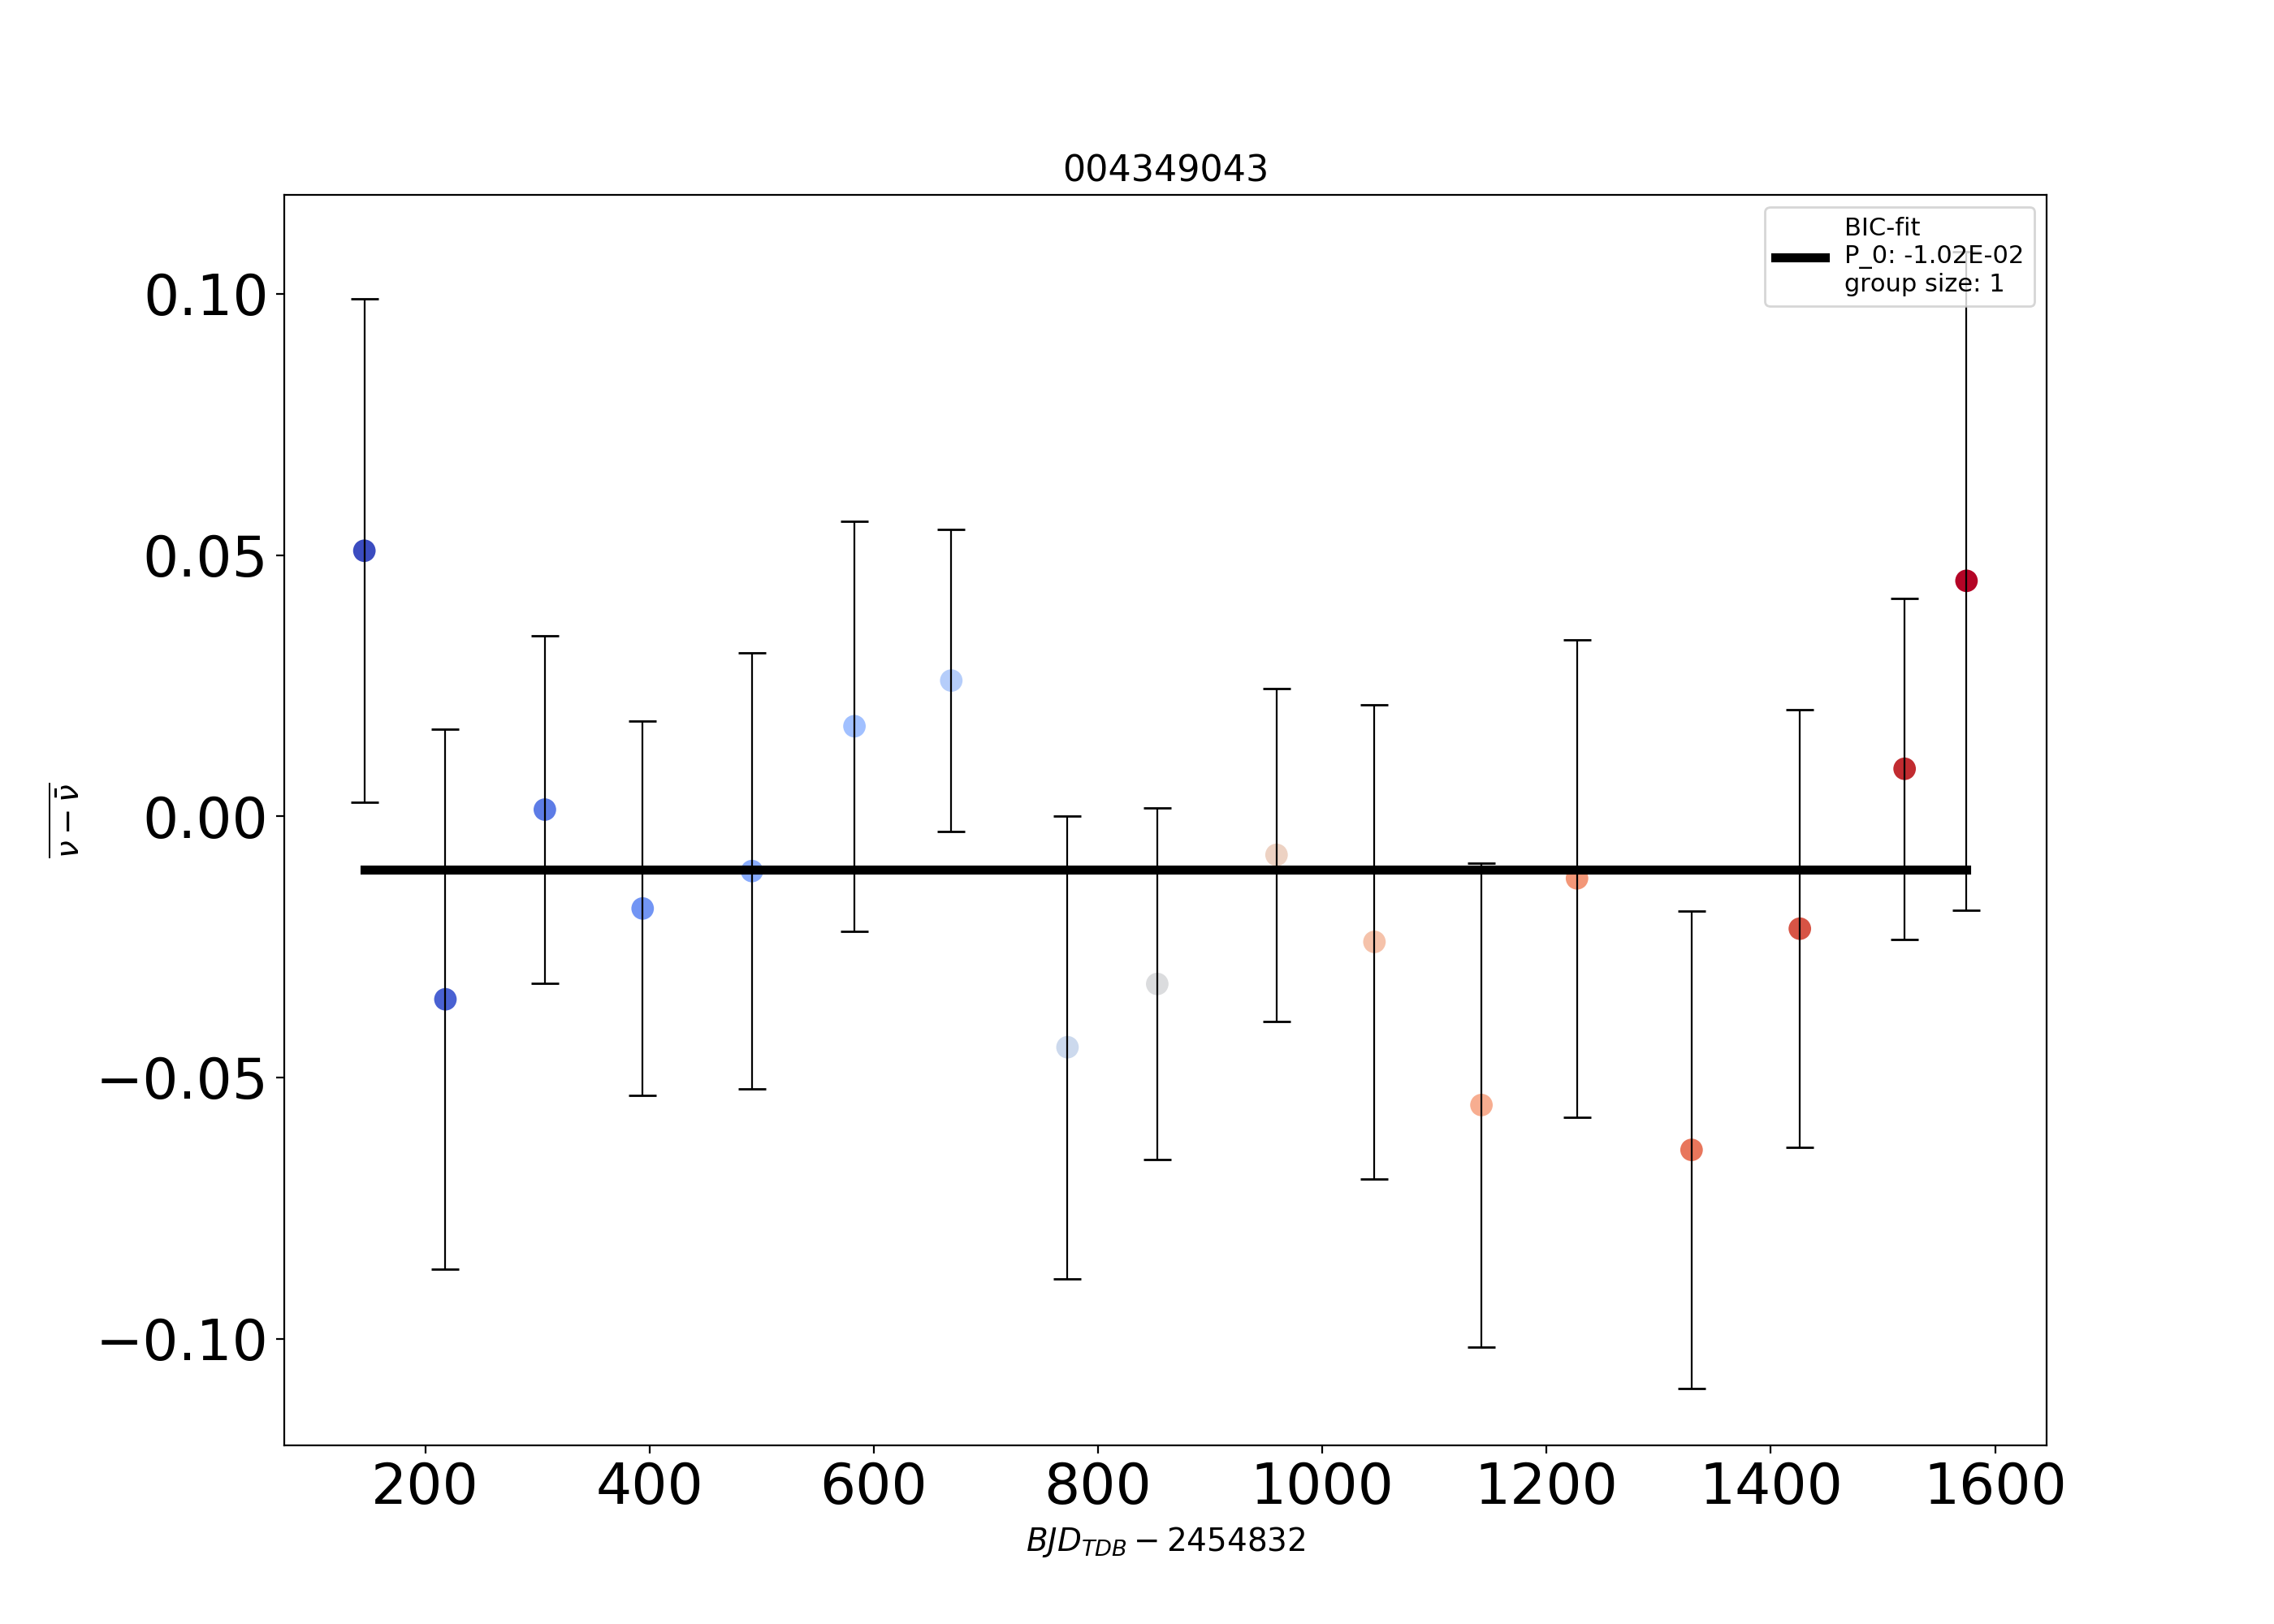 004349043
BIC-fit
P_0: -1.02E-02
group size: 1
0.10
0.05
0.00
−0.05
−0.10
ν − ν̄
200 400 600 800 1000 1200 1400 1600
BJD_TDB − 2454832